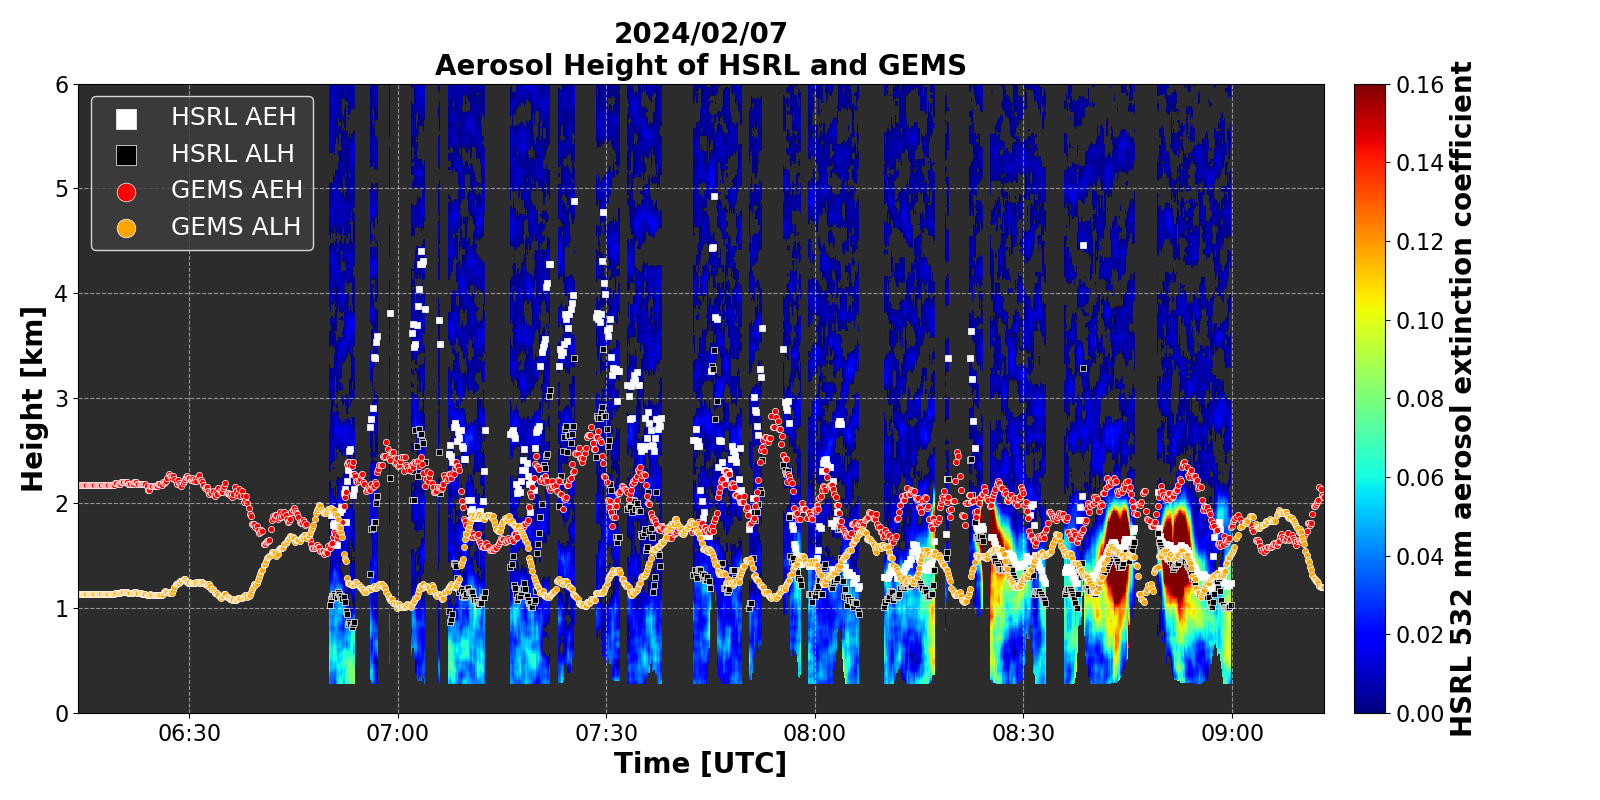 2024/02/07
Aerosol Height of HSRL and GEMS
HSRL AEH
HSRL ALH
GEMS AEH
GEMS ALH
Height [km]
6
5
4
3
2
1
0
06:30
07:00
07:30
08:00
08:30
09:00
Time [UTC]
0.16
0.14
0.12
0.10
0.08
0.06
0.04
0.02
0.00
HSRL 532 nm aerosol extinction coefficient